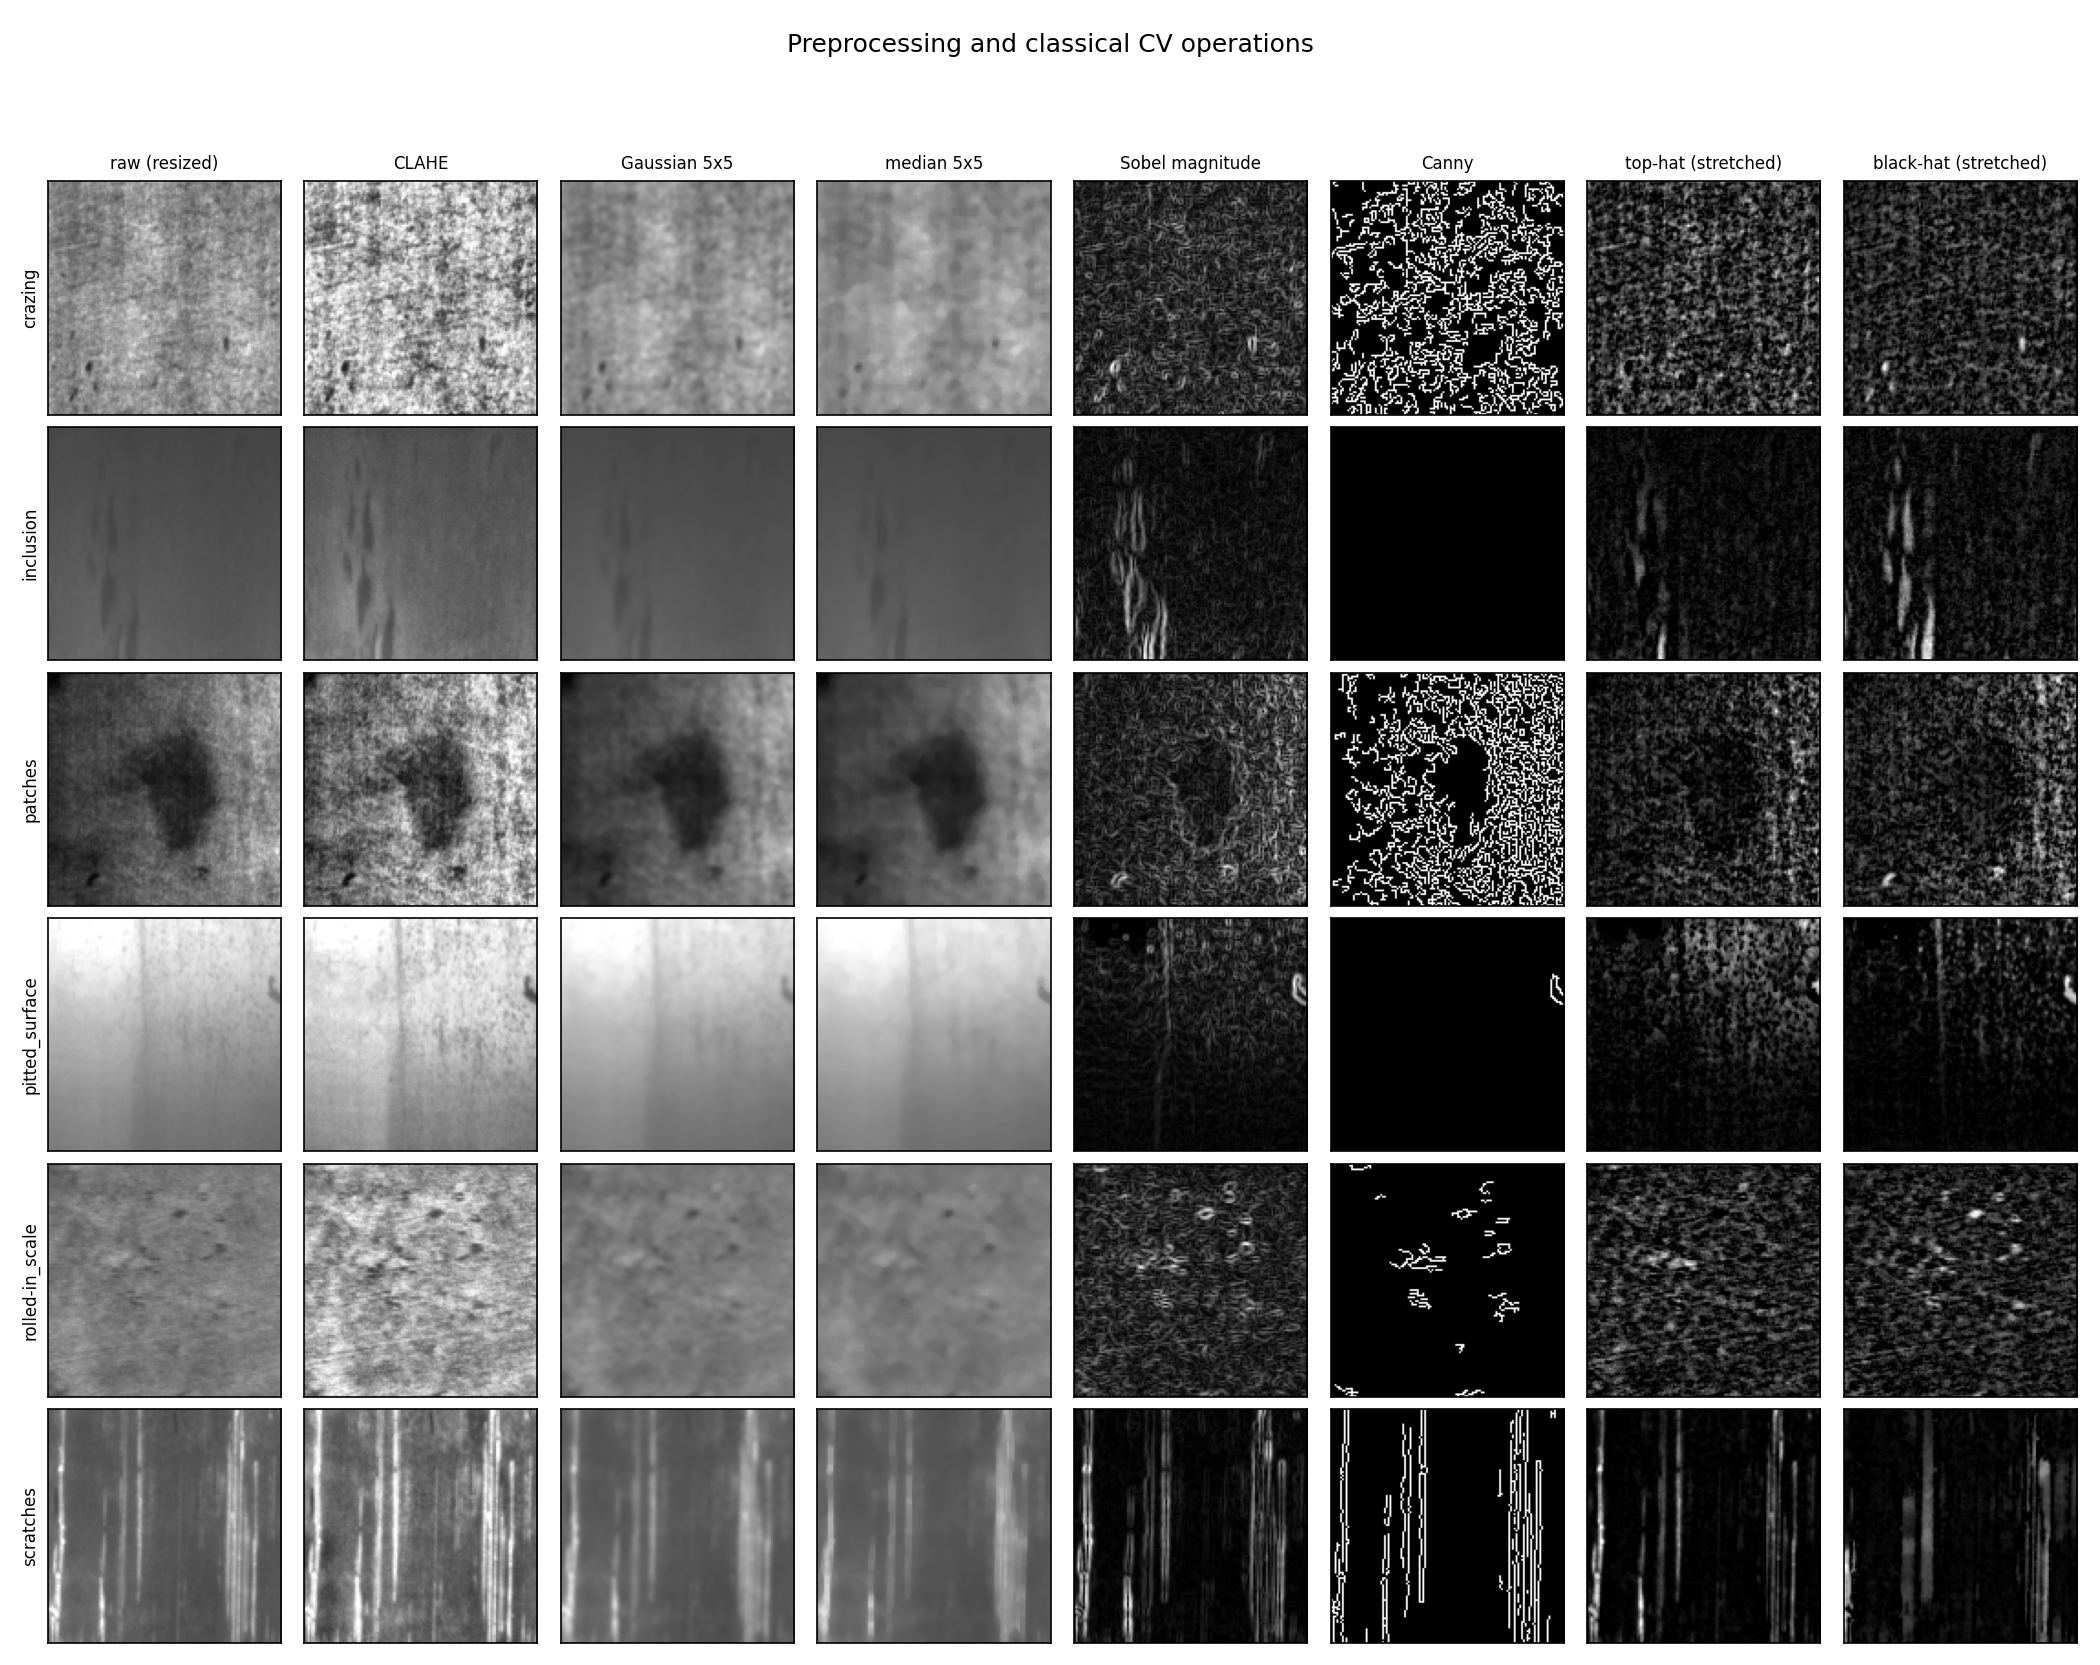 Preprocessing and classical CV operations
raw (resized)
CLAHE
Gaussian 5x5
median 5x5
Sobel magnitude
Canny
top-hat (stretched)
black-hat (stretched)
crazing
inclusion
patches
pitted_surface
rolled-in_scale
scratches